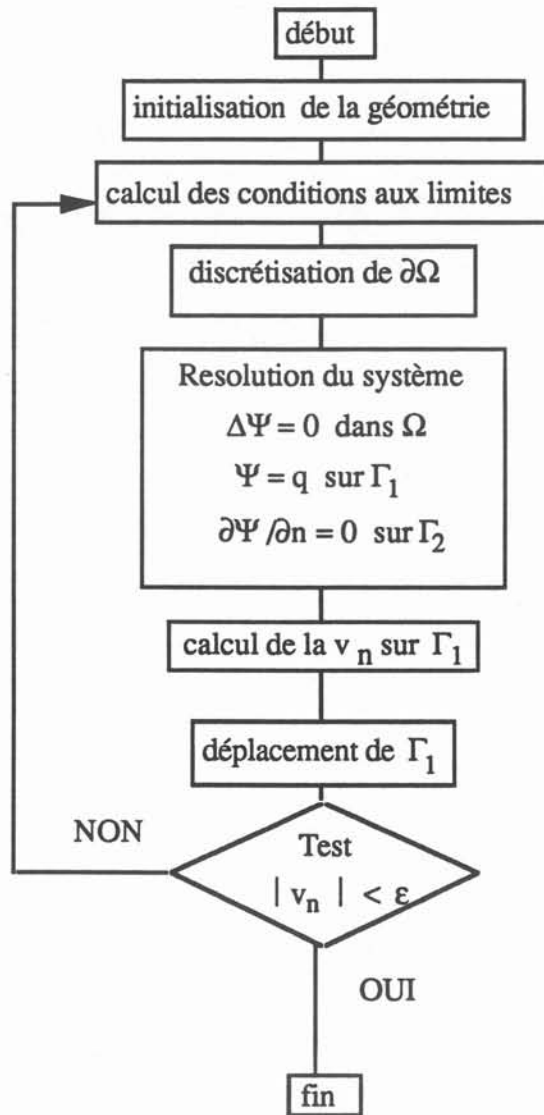 début
initialisation de la géométrie
calcul des conditions aux limites
discrétisation de ∂Ω
Resolution du système
ΔΨ = 0 dans Ω
Ψ = q sur Γ₁
∂Ψ /∂n = 0 sur Γ₂
calcul de la v n sur Γ₁
déplacement de Γ₁
NON
Test
| vₙ | < ε
OUI
fin